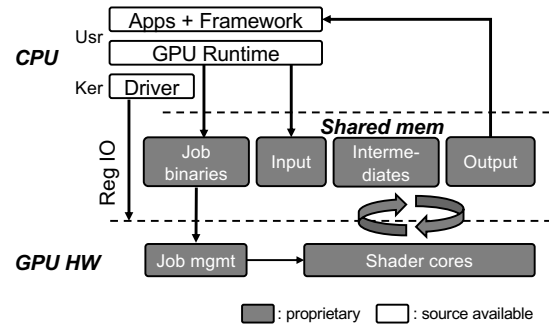 Apps + Framework
Usr
CPU
GPU Runtime
Ker
Driver
Shared mem
Reg IO
Job
binaries
Input
Interme-
diates
Output
GPU HW
Job mgmt
Shader cores
: proprietary
: source available